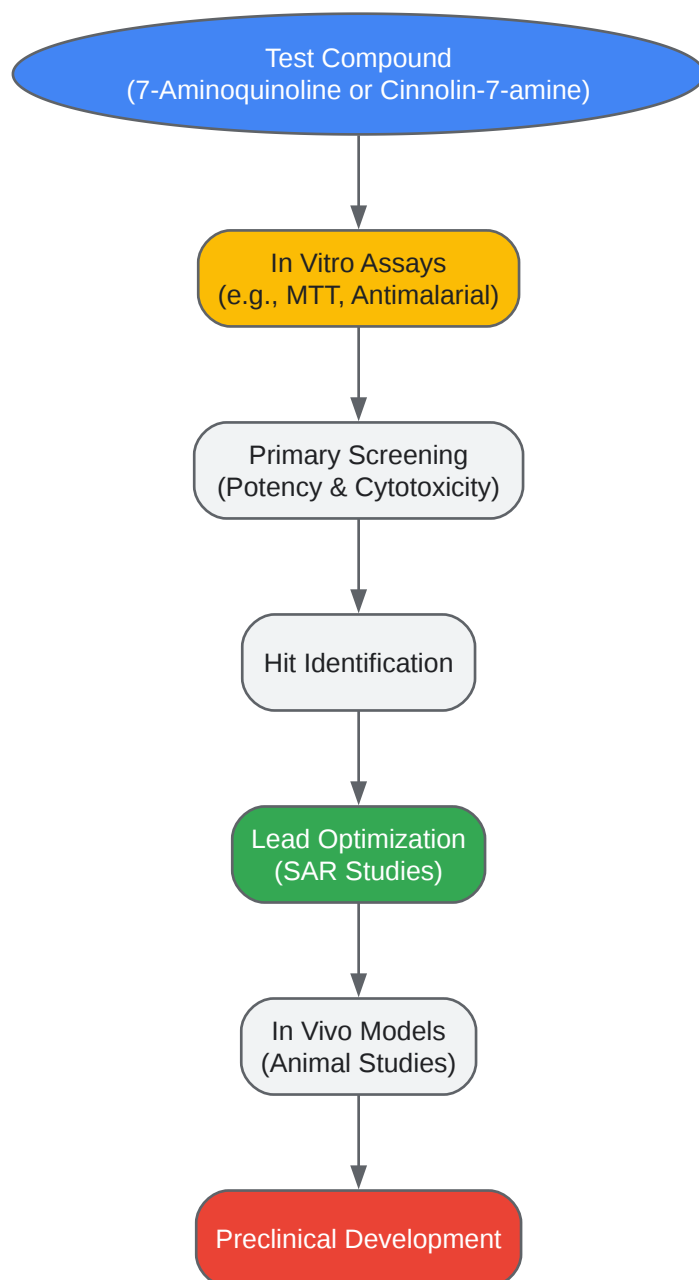 Test Compound
(7-Aminoquinoline or Cinnolin-7-amine)
In Vitro Assays
(e.g., MTT, Antimalarial)
Primary Screening
(Potency & Cytotoxicity)
Hit Identification
Lead Optimization
(SAR Studies)
In Vivo Models
(Animal Studies)
Preclinical Development